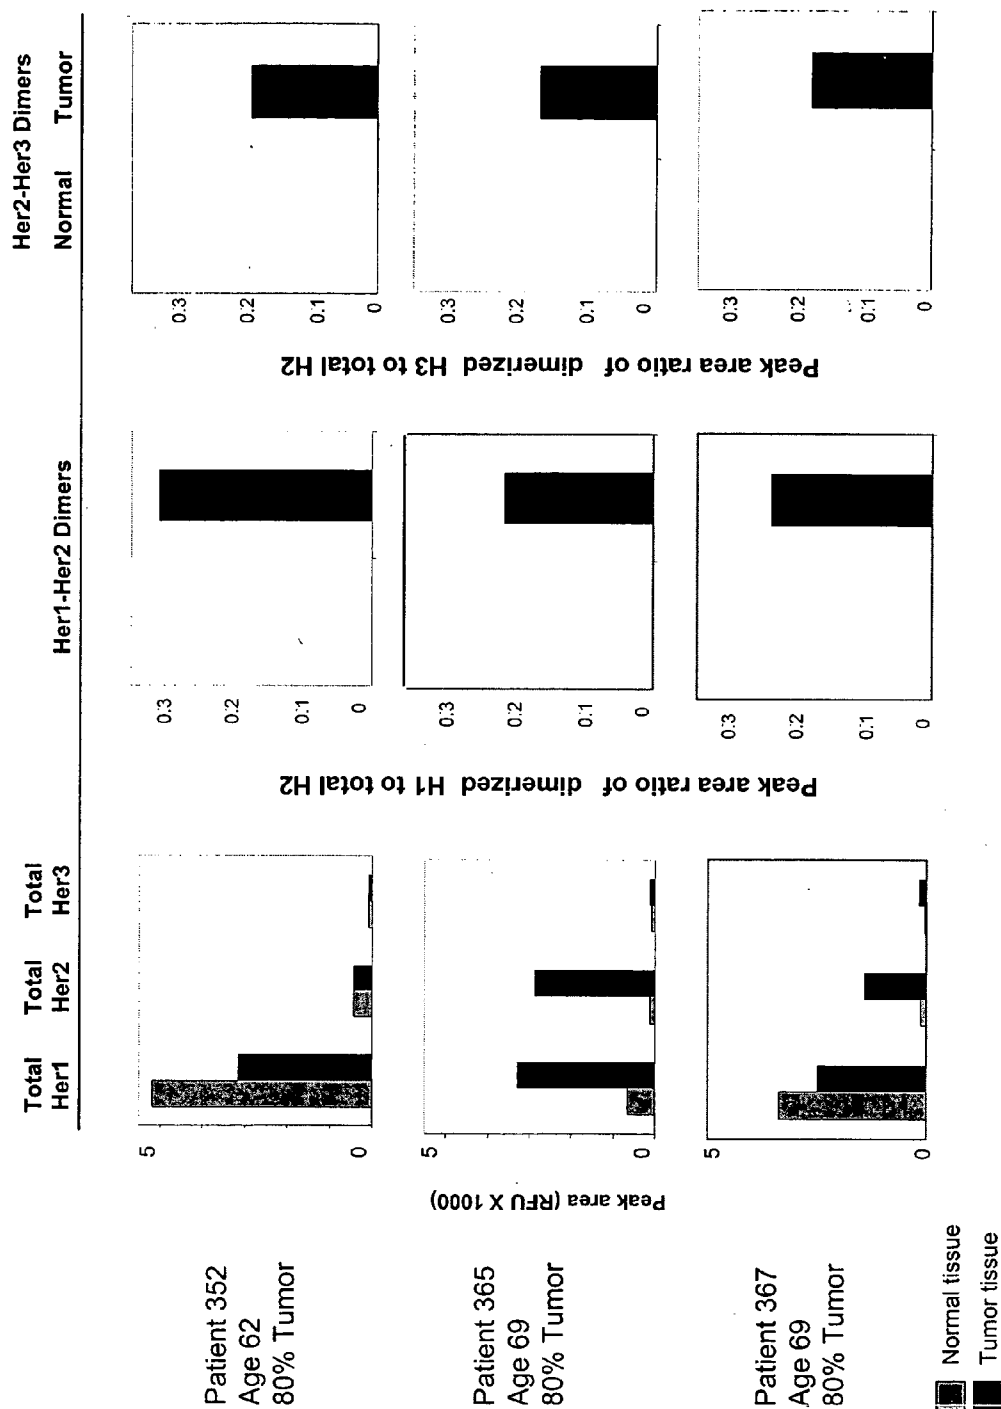 Her2-Her3 Dimers
Normal Tumor
0.3
0.2
0.1
0
0.3
0.2
0.1
0
0.3
0.2
0.1
0
Peak area ratio of dimerized H3 to total H2
Her1-Her2 Dimers
0.3
0.2
0.1
0
0.3
0.2
0.1
0
0.3
0.2
0.1
0
Peak area ratio of dimerized H1 to total H2
Total Her1
Total Her2
Total Her3
5
0
5
0
5
0
Peak area (RFU X 1000)
Patient 352
Age 62
80% Tumor
Patient 365
Age 69
80% Tumor
Patient 367
Age 69
80% Tumor
Normal tissue
Tumor tissue